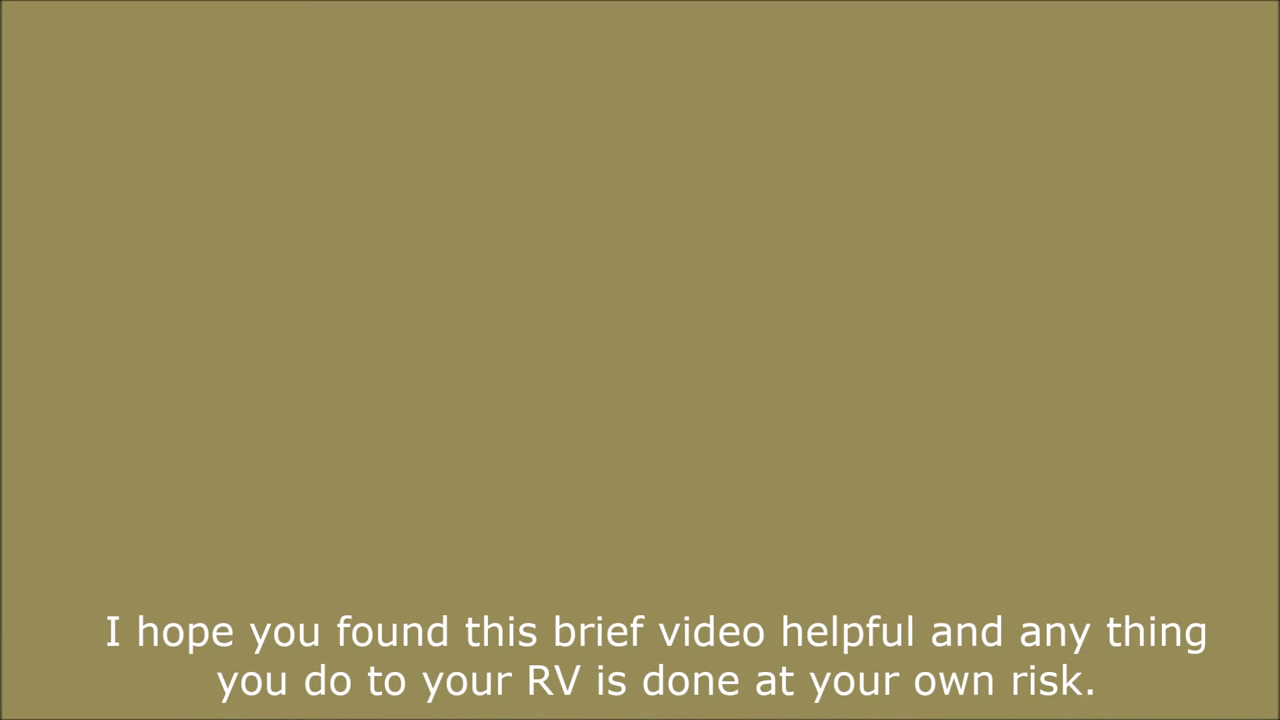 I hope you found this brief video helpful and any thing
you do to your RV is done at your own risk.